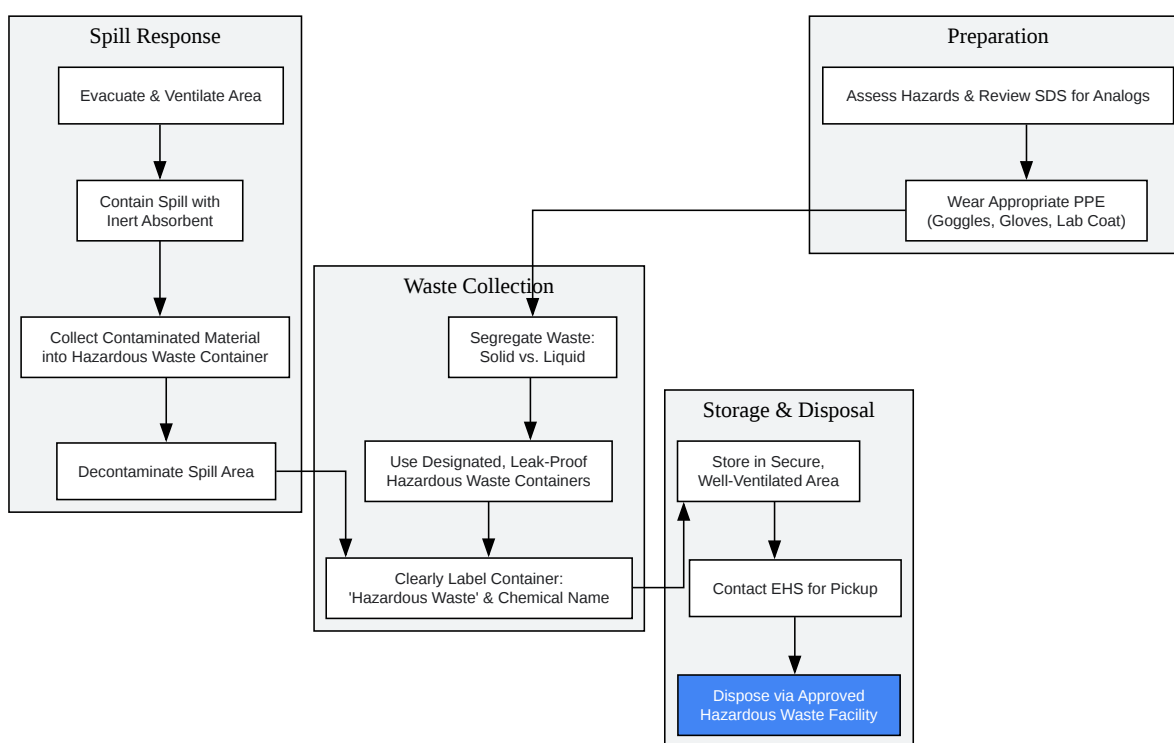 Spill Response
Evacuate & Ventilate Area
Contain Spill with
Inert Absorbent
Collect Contaminated Material
into Hazardous Waste Container
Decontaminate Spill Area
Preparation
Assess Hazards & Review SDS for Analogs
Wear Appropriate PPE
(Goggles, Gloves, Lab Coat)
Waste Collection
Segregate Waste:
Solid vs. Liquid
Use Designated, Leak-Proof
Hazardous Waste Containers
Clearly Label Container:
'Hazardous Waste' & Chemical Name
Storage & Disposal
Store in Secure,
Well-Ventilated Area
Contact EHS for Pickup
Dispose via Approved
Hazardous Waste Facility